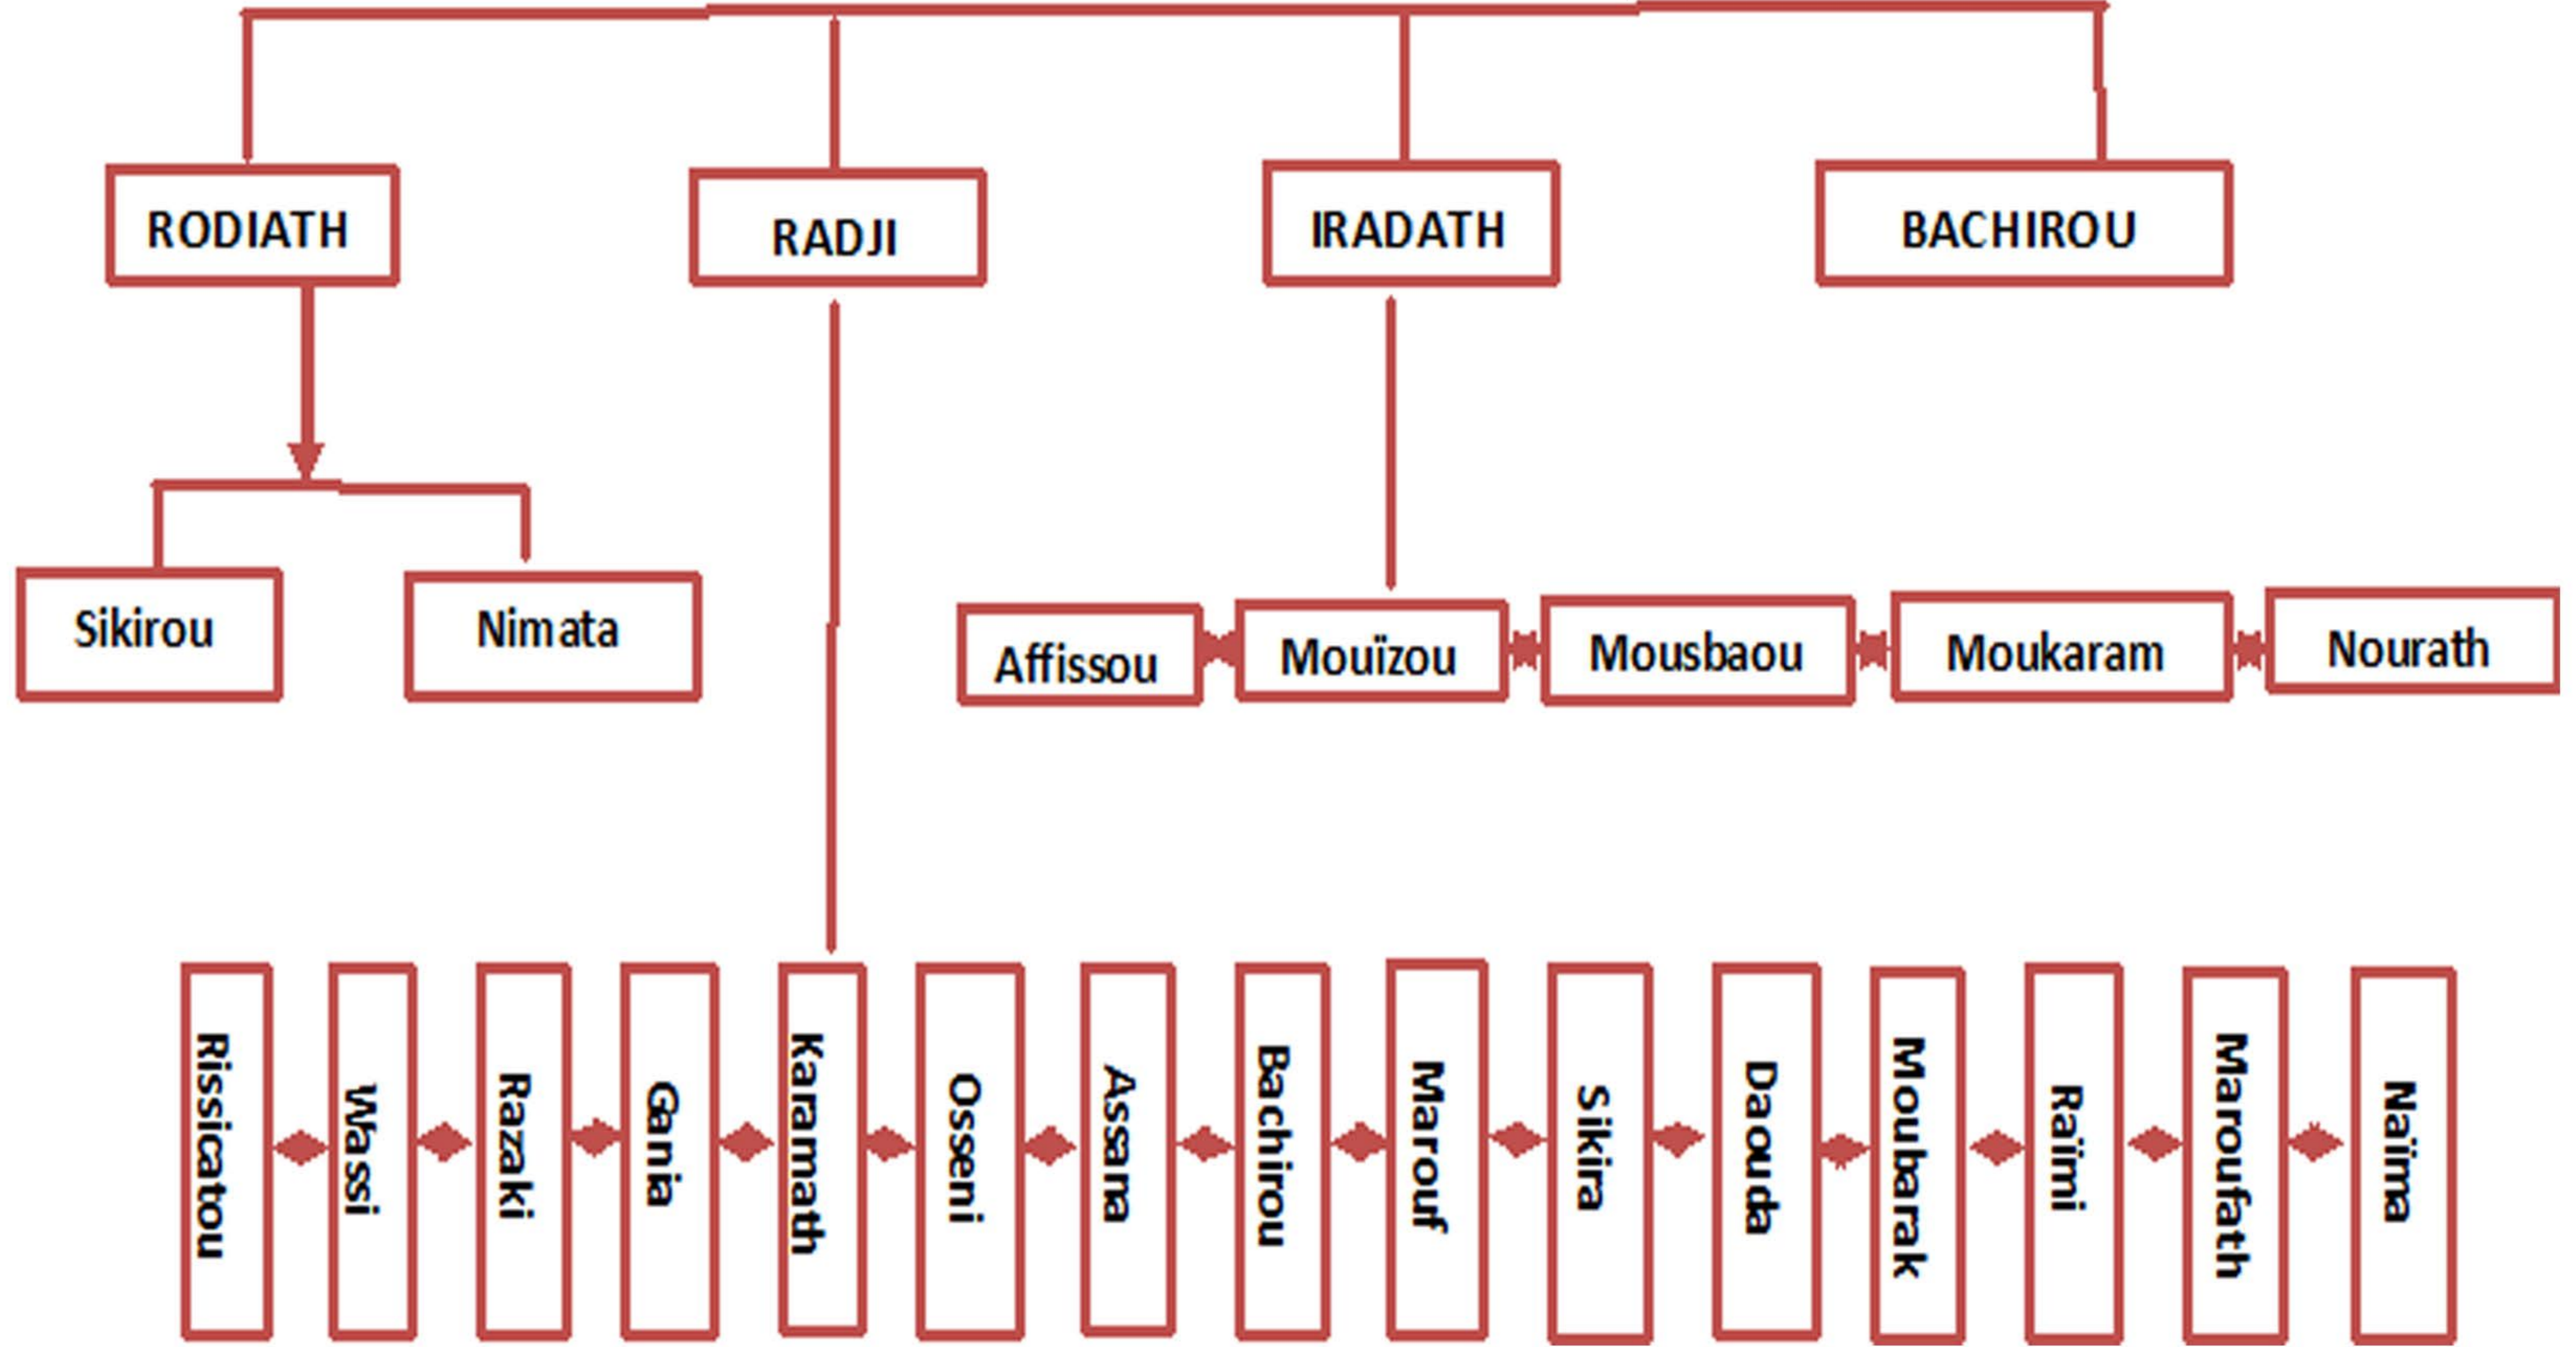 RODIATH
RADJI
IRADATH
BACHIROU
Sikirou
Nimata
Affissou
Mouïzou
Mousbaou
Moukaram
Nourath
Rissicatou
Wassi
Razaki
Gania
Karamath
Osseni
Assana
Bachirou
Marouf
Sikira
Daouda
Moubarak
Raïmi
Maroufath
Naïma